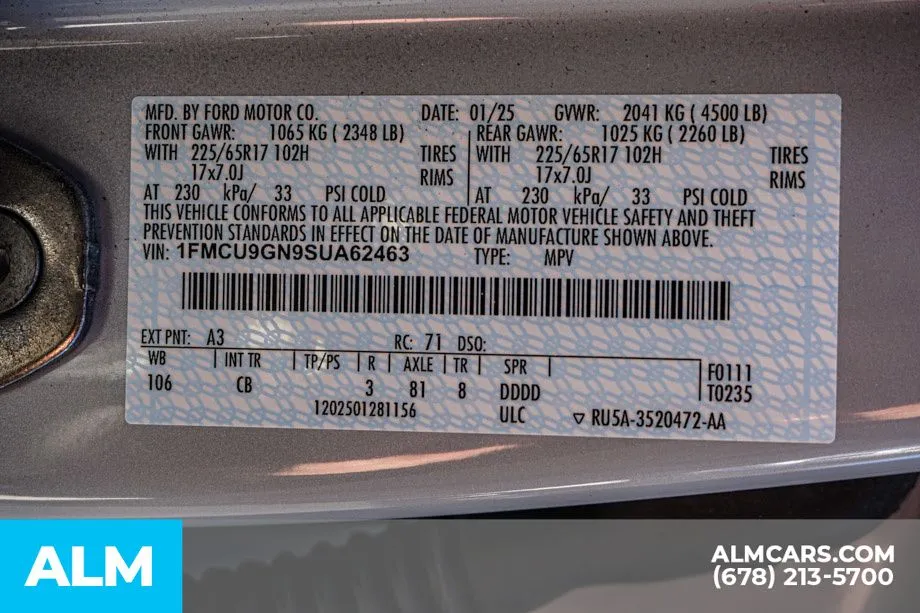 MFD. BY FORD MOTOR CO. DATE: 01/25 GVWR: 2041 KG ( 4500 LB)
FRONT GAWR: 1065 KG ( 2348 LB) REAR GAWR: 1025 KG ( 2260 LB)
WITH 225/65R17 102H TIRES WITH 225/65R17 102H TIRES
17x7.0J RIMS 17x7.0J RIMS
AT 230 kPa/ 33 PSI COLD AT 230 kPa/ 33 PSI COLD
THIS VEHICLE CONFORMS TO ALL APPLICABLE FEDERAL MOTOR VEHICLE SAFETY AND THEFT
PREVENTION STANDARDS IN EFFECT ON THE DATE OF MANUFACTURE SHOWN ABOVE.
VIN: 1FMCU9GN9SUA62463 TYPE: MPV
EXT PNT: A3 RC: 71 DSO:
WB INT TR TP/PS R AXLE TR SPR F0111
106 CB 3 81 8 DDDD T0235
1202501281156 ULC ▽ RU5A-3520472-AA
ALM
ALMCARS.COM
(678) 213-5700